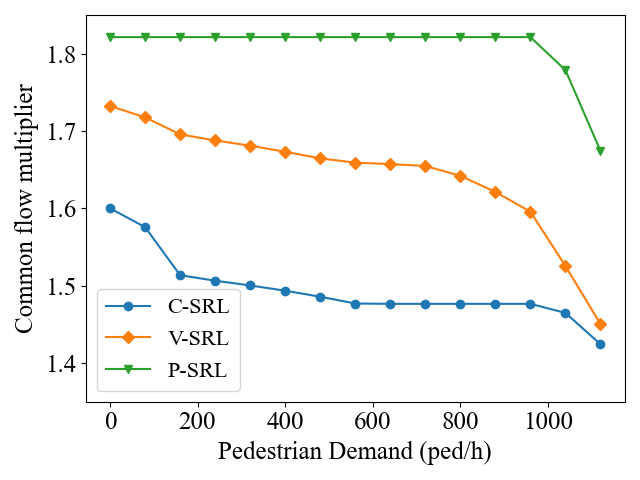 1.8
1.7
1.6
1.5
1.4
Common flow multiplier
C-SRL
V-SRL
P-SRL
0 200 400 600 800 1000
Pedestrian Demand (ped/h)